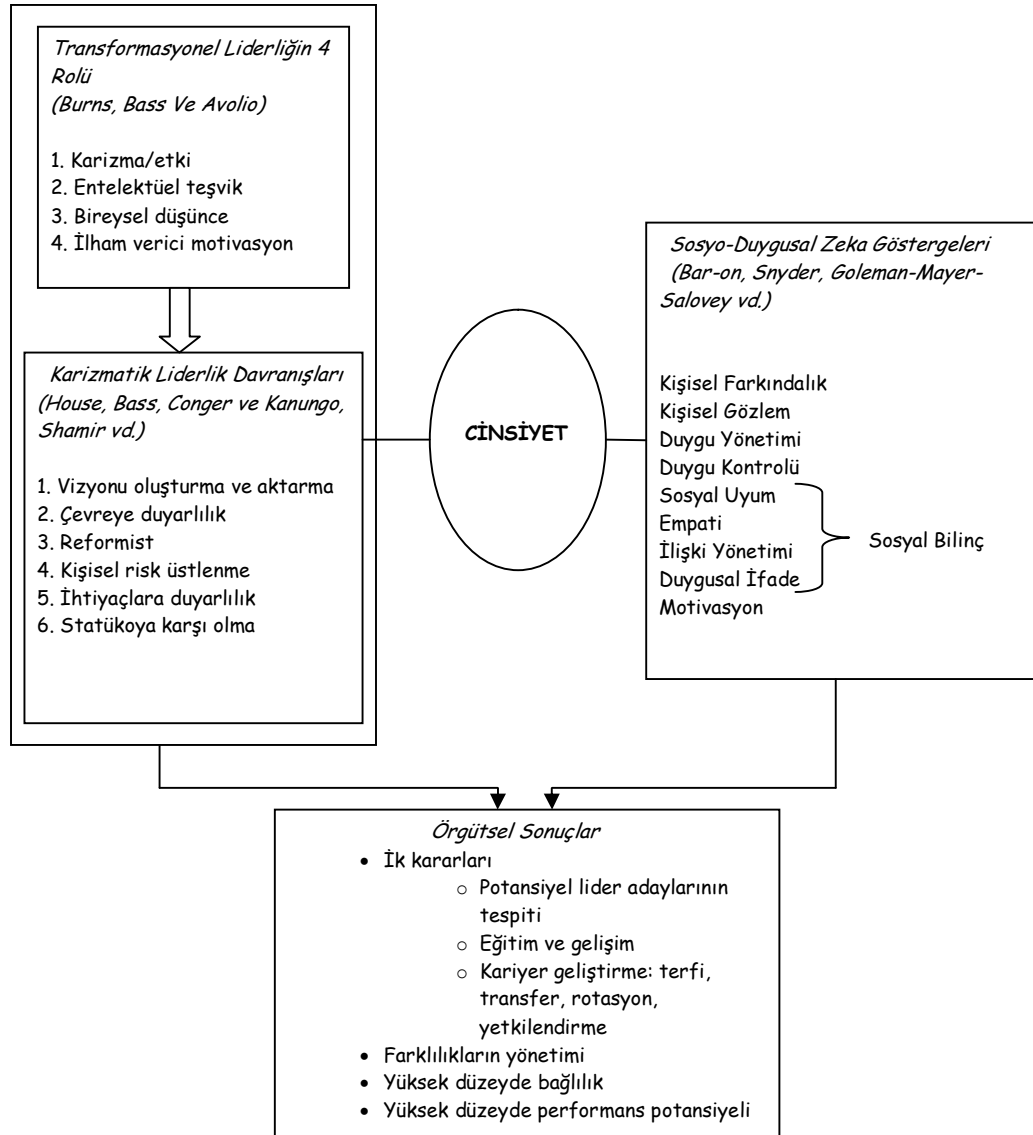 Transformasyonel Liderliğin 4
Rolü
(Burns, Bass Ve Avolio)
1. Karizma/etki
2. Entelektüel teşvik
3. Bireysel düşünce
4. İlham verici motivasyon
Karizmatik Liderlik Davranışları
(House, Bass, Conger ve Kanungo,
Shamir vd.)
1. Vizyonu oluşturma ve aktarma
2. Çevreye duyarlılık
3. Reformist
4. Kişisel risk üstlenme
5. İhtiyaçlara duyarlılık
6. Statükoya karşı olma
CİNSİYET
Sosyo-Duygusal Zeka Göstergeleri
(Bar-on, Snyder, Goleman-Mayer-
Salovey vd.)
Kişisel Farkındalık
Kişisel Gözlem
Duygu Yönetimi
Duygu Kontrolü
Sosyal Uyum
Empati
İlişki Yönetimi
Duygusal İfade
Motivasyon
Sosyal Bilinç
Örgütsel Sonuçlar
• İk kararları
o Potansiyel lider adaylarının
tespiti
o Eğitim ve gelişim
o Kariyer geliştirme: terfi,
transfer, rotasyon,
yetkilendirme
• Farklılıkların yönetimi
• Yüksek düzeyde bağlılık
• Yüksek düzeyde performans potansiyeli